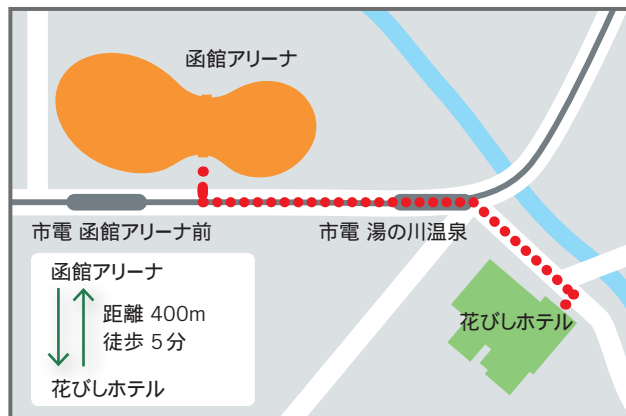 函館アリーナ
市電 函館アリーナ前
市電 湯の川温泉
函館アリーナ
距離 400m
徒歩 5分
花びしホテル
花びしホテル